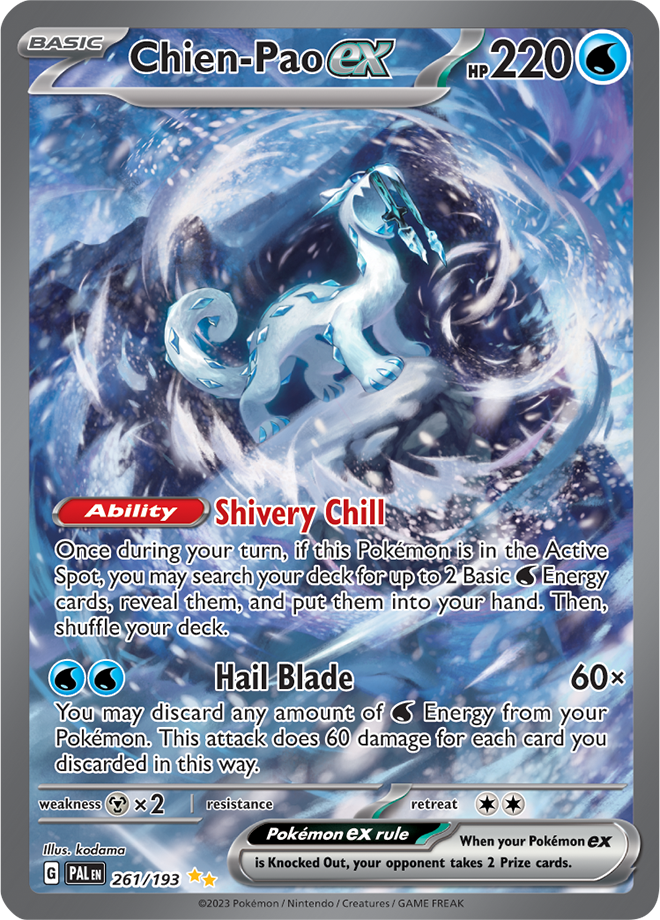 BASIC
Chien-Pao ex
HP 220
Ability Shivery Chill
Once during your turn, if this Pokémon is in the Active
Spot, you may search your deck for up to 2 Basic Energy
cards, reveal them, and put them into your hand. Then,
shuffle your deck.
Hail Blade 60×
You may discard any amount of Energy from your
Pokémon. This attack does 60 damage for each card you
discarded in this way.
weakness ×2 resistance retreat
Pokémon ex rule When your Pokémon ex
is Knocked Out, your opponent takes 2 Prize cards.
Illus. kodama
G PAL EN 261/193
©2023 Pokémon / Nintendo / Creatures / GAME FREAK